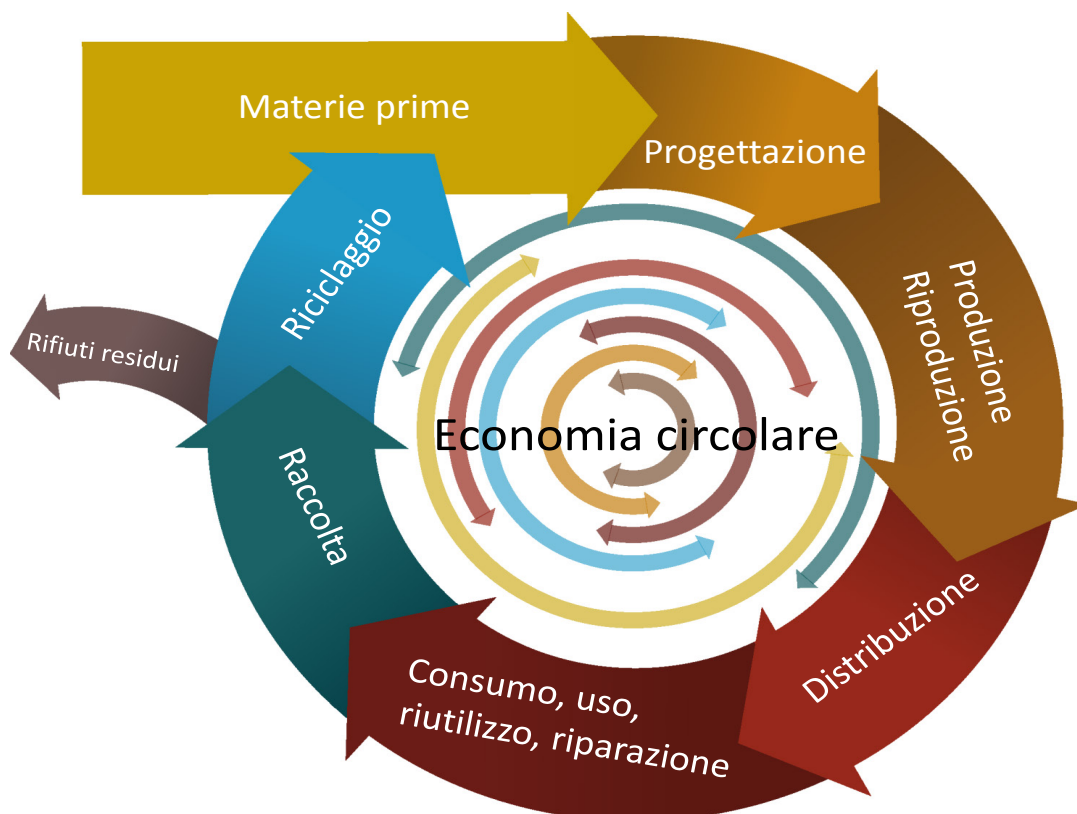 Materie prime
Progettazione
Produzione
Riproduzione
Distribuzione
Consumo, uso,
riutilizzo, riparazione
Raccolta
Riciclaggio
Rifiuti residui
Economia circolare